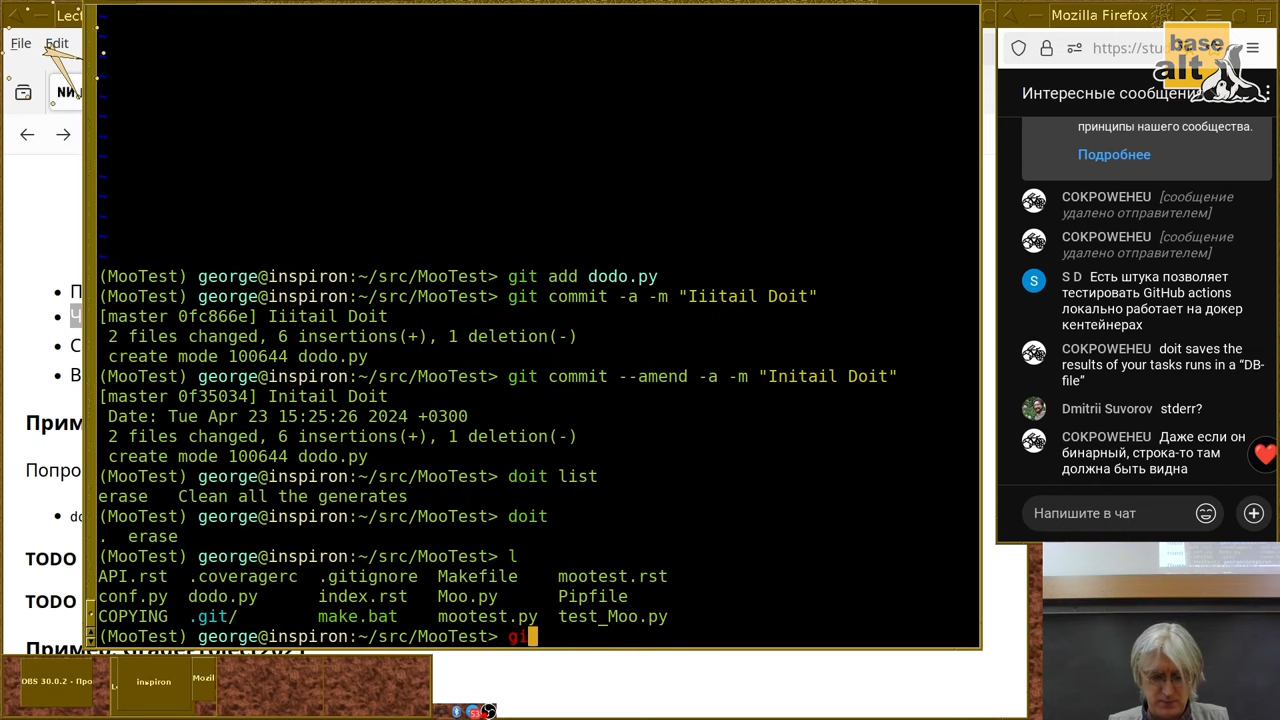 Lect
File Edit
П
Ч
С
В
Прим
Попро
do
TODO
TODO
(MooTest) george@inspiron:~/src/MooTest> git add dodo.py
(MooTest) george@inspiron:~/src/MooTest> git commit -a -m "Iiitail Doit"
[master 0fc866e] Iiitail Doit
 2 files changed, 6 insertions(+), 1 deletion(-)
 create mode 100644 dodo.py
(MooTest) george@inspiron:~/src/MooTest> git commit --amend -a -m "Initail Doit"
[master 0f35034] Initail Doit
 Date: Tue Apr 23 15:25:26 2024 +0300
 2 files changed, 6 insertions(+), 1 deletion(-)
 create mode 100644 dodo.py
(MooTest) george@inspiron:~/src/MooTest> doit list
erase   Clean all the generates
(MooTest) george@inspiron:~/src/MooTest> doit
.  erase
(MooTest) george@inspiron:~/src/MooTest> l
API.rst  .coveragerc  .gitignore  Makefile    mootest.rst
conf.py  dodo.py      index.rst   Moo.py      Pipfile
COPYING  .git/        make.bat    mootest.py  test_Moo.py
(MooTest) george@inspiron:~/src/MooTest> gi
Mozilla Firefox
https://stu
base
alt
Интересные сообщени
принципы нашего сообщества.
Подробнее
COKPOWEHEU [сообщение
удалено отправителем]
COKPOWEHEU [сообщение
удалено отправителем]
S D Есть штука позволяет
тестировать GitHub actions
локально работает на докер
контейнерах
COKPOWEHEU doit saves the
results of your tasks runs in a “DB-
file”
Dmitrii Suvorov stderr?
COKPOWEHEU Даже если он
бинарный, строка-то там
должна быть видна
Напишите в чат
OBS 30.0.2 - Про
inspiron
Mozil
53